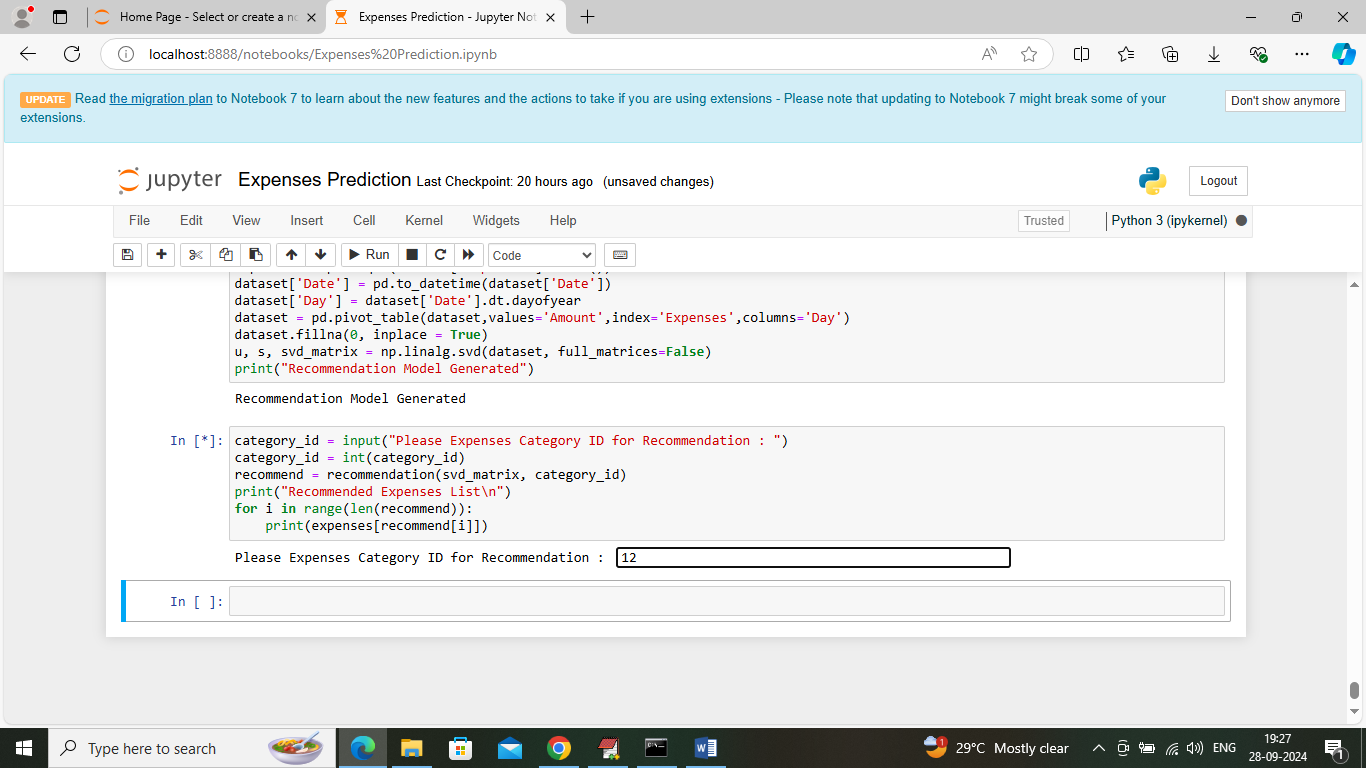 Home Page - Select or create a no
Expenses Prediction - Jupyter Not
localhost:8888/notebooks/Expenses%20Prediction.ipynb
UPDATE Read the migration plan to Notebook 7 to learn about the new features and the actions to take if you are using extensions - Please note that updating to Notebook 7 might break some of your
extensions.
Don't show anymore
jupyter Expenses Prediction Last Checkpoint: 20 hours ago (unsaved changes)
Logout
File Edit View Insert Cell Kernel Widgets Help
Trusted
Python 3 (ipykernel)
Run
Code
dataset['Date'] = pd.to_datetime(dataset['Date'])
dataset['Day'] = dataset['Date'].dt.dayofyear
dataset = pd.pivot_table(dataset,values='Amount',index='Expenses',columns='Day')
dataset.fillna(0, inplace = True)
u, s, svd_matrix = np.linalg.svd(dataset, full_matrices=False)
print("Recommendation Model Generated")
Recommendation Model Generated
In [*]: category_id = input("Please Expenses Category ID for Recommendation : ")
category_id = int(category_id)
recommend = recommendation(svd_matrix, category_id)
print("Recommended Expenses List\n")
for i in range(len(recommend)):
print(expenses[recommend[i]])
Please Expenses Category ID for Recommendation : 12
In [ ]:
Type here to search
1
29°C Mostly clear
ENG
19:27
28-09-2024
1